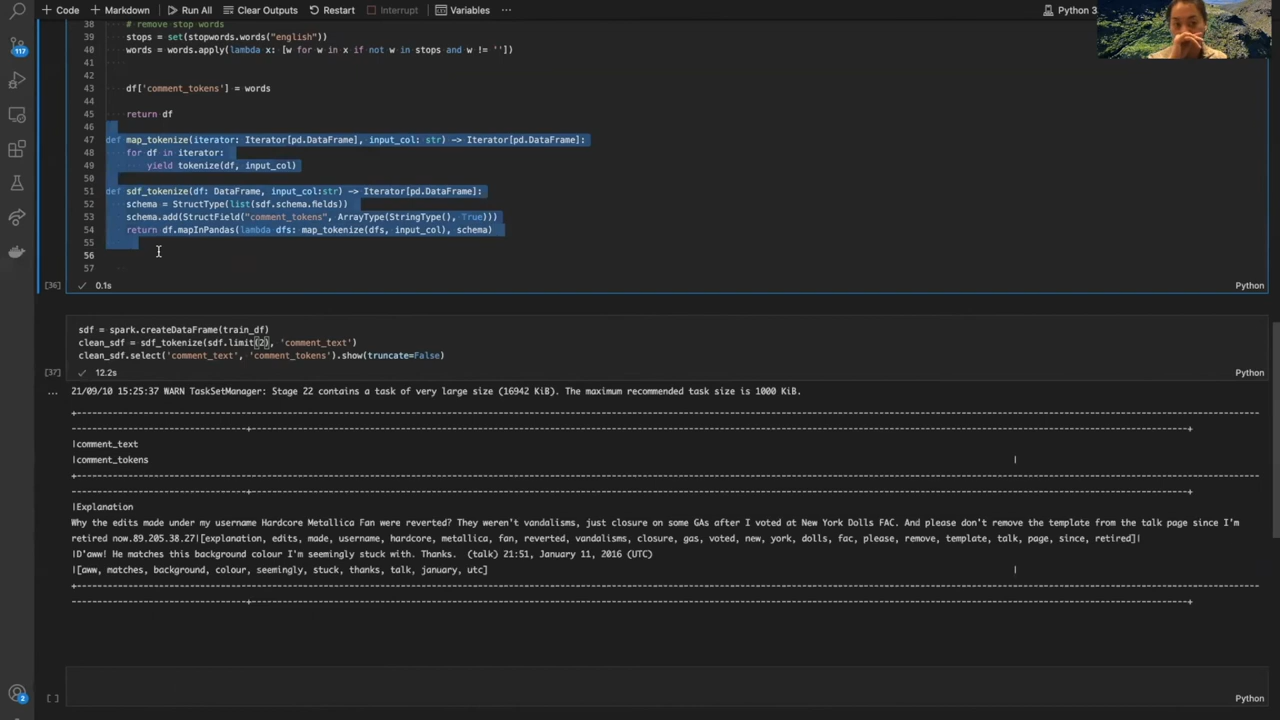 + Code + Markdown Run All Clear Outputs Restart Interrupt Variables ··· Python 3
38 # remove stop words
39 stops = set(stopwords.words("english"))
40 words = words.apply(lambda x: [w for w in x if not w in stops and w != ''])
41
42
43 df['comment_tokens'] = words
44
45 return df
46
47 def map_tokenize(iterator: Iterator[pd.DataFrame], input_col: str) -> Iterator[pd.DataFrame]:
48 for df in iterator:
49 yield tokenize(df, input_col)
50
51 def sdf_tokenize(df: DataFrame, input_col:str) -> Iterator[pd.DataFrame]:
52 schema = StructType(list(sdf.schema.fields))
53 schema.add(StructField("comment_tokens", ArrayType(StringType(), True)))
54 return df.mapInPandas(lambda dfs: map_tokenize(dfs, input_col), schema)
55
56
57
[36] ✓ 0.1s Python
117
sdf = spark.createDataFrame(train_df)
clean_sdf = sdf_tokenize(sdf.limit(2), 'comment_text')
clean_sdf.select('comment_text', 'comment_tokens').show(truncate=False)
[37] ✓ 12.2s Python
... 21/09/10 15:25:37 WARN TaskSetManager: Stage 22 contains a task of very large size (16942 KiB). The maximum recommended task size is 1000 KiB.
|comment_text
|comment_tokens |
|Explanation
Why the edits made under my username Hardcore Metallica Fan were reverted? They weren't vandalisms, just closure on some GAs after I voted at New York Dolls FAC. And please don't remove the template from the talk page since I'm
retired now.89.205.38.27|[explanation, edits, made, username, hardcore, metallica, fan, reverted, vandalisms, closure, gas, voted, new, york, dolls, fac, please, remove, template, talk, page, since, retired]|
|D'aww! He matches this background colour I'm seemingly stuck with. Thanks. (talk) 21:51, January 11, 2016 (UTC)
|[aww, matches, background, colour, seemingly, stuck, thanks, talk, january, utc] |
[ ] Python
2